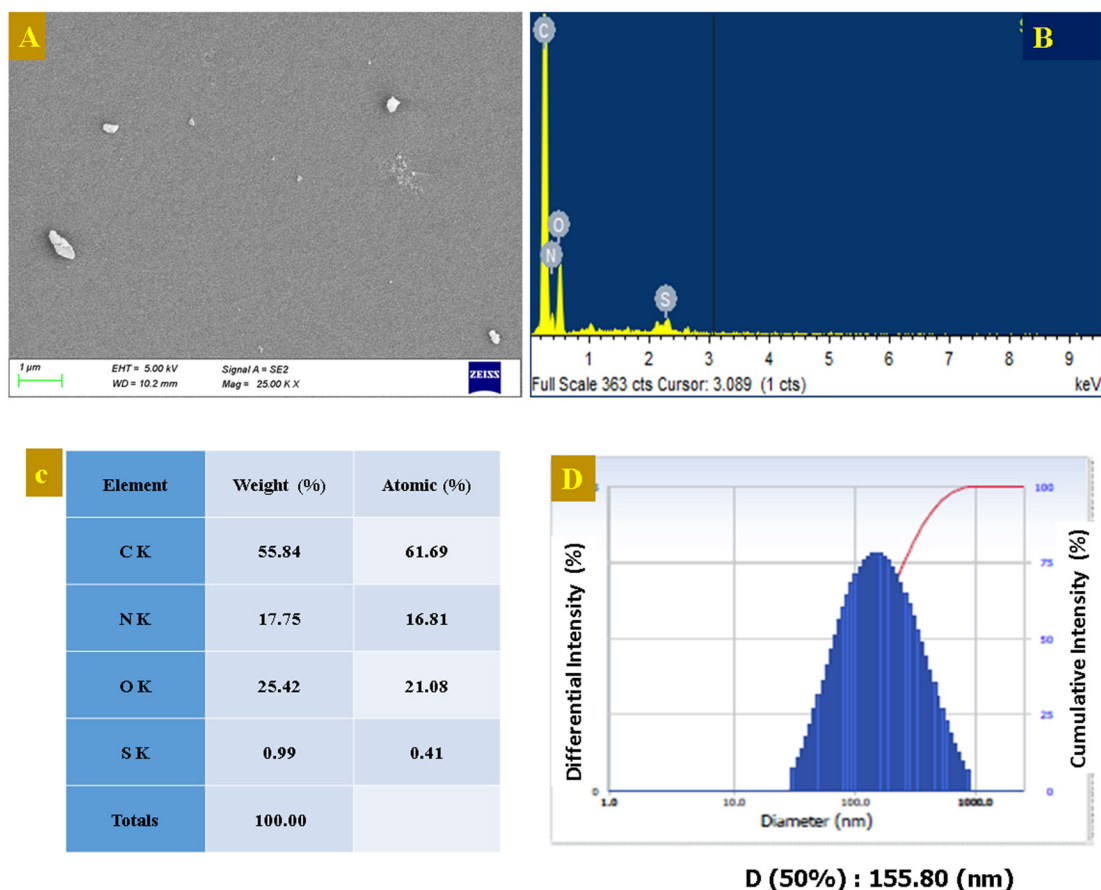 A
1 µm
EHT = 5.00 kV
WD = 10.2 mm
Signal A = SE2
Mag = 25.00 K X
ZEISS
B
C
O
N
S
1 2 3 4 5 6 7 8 9
Full Scale 363 cts Cursor: 3.089 (1 cts)
keV
c
Element Weight (%) Atomic (%)
C K 55.84 61.69
N K 17.75 16.81
O K 25.42 21.08
S K 0.99 0.41
Totals 100.00
D
Differential Intensity (%)
0
100
75
50
25
0
Cumulative Intensity (%)
1.0 10.0 100.0 1000.0
Diameter (nm)
D (50%) : 155.80 (nm)